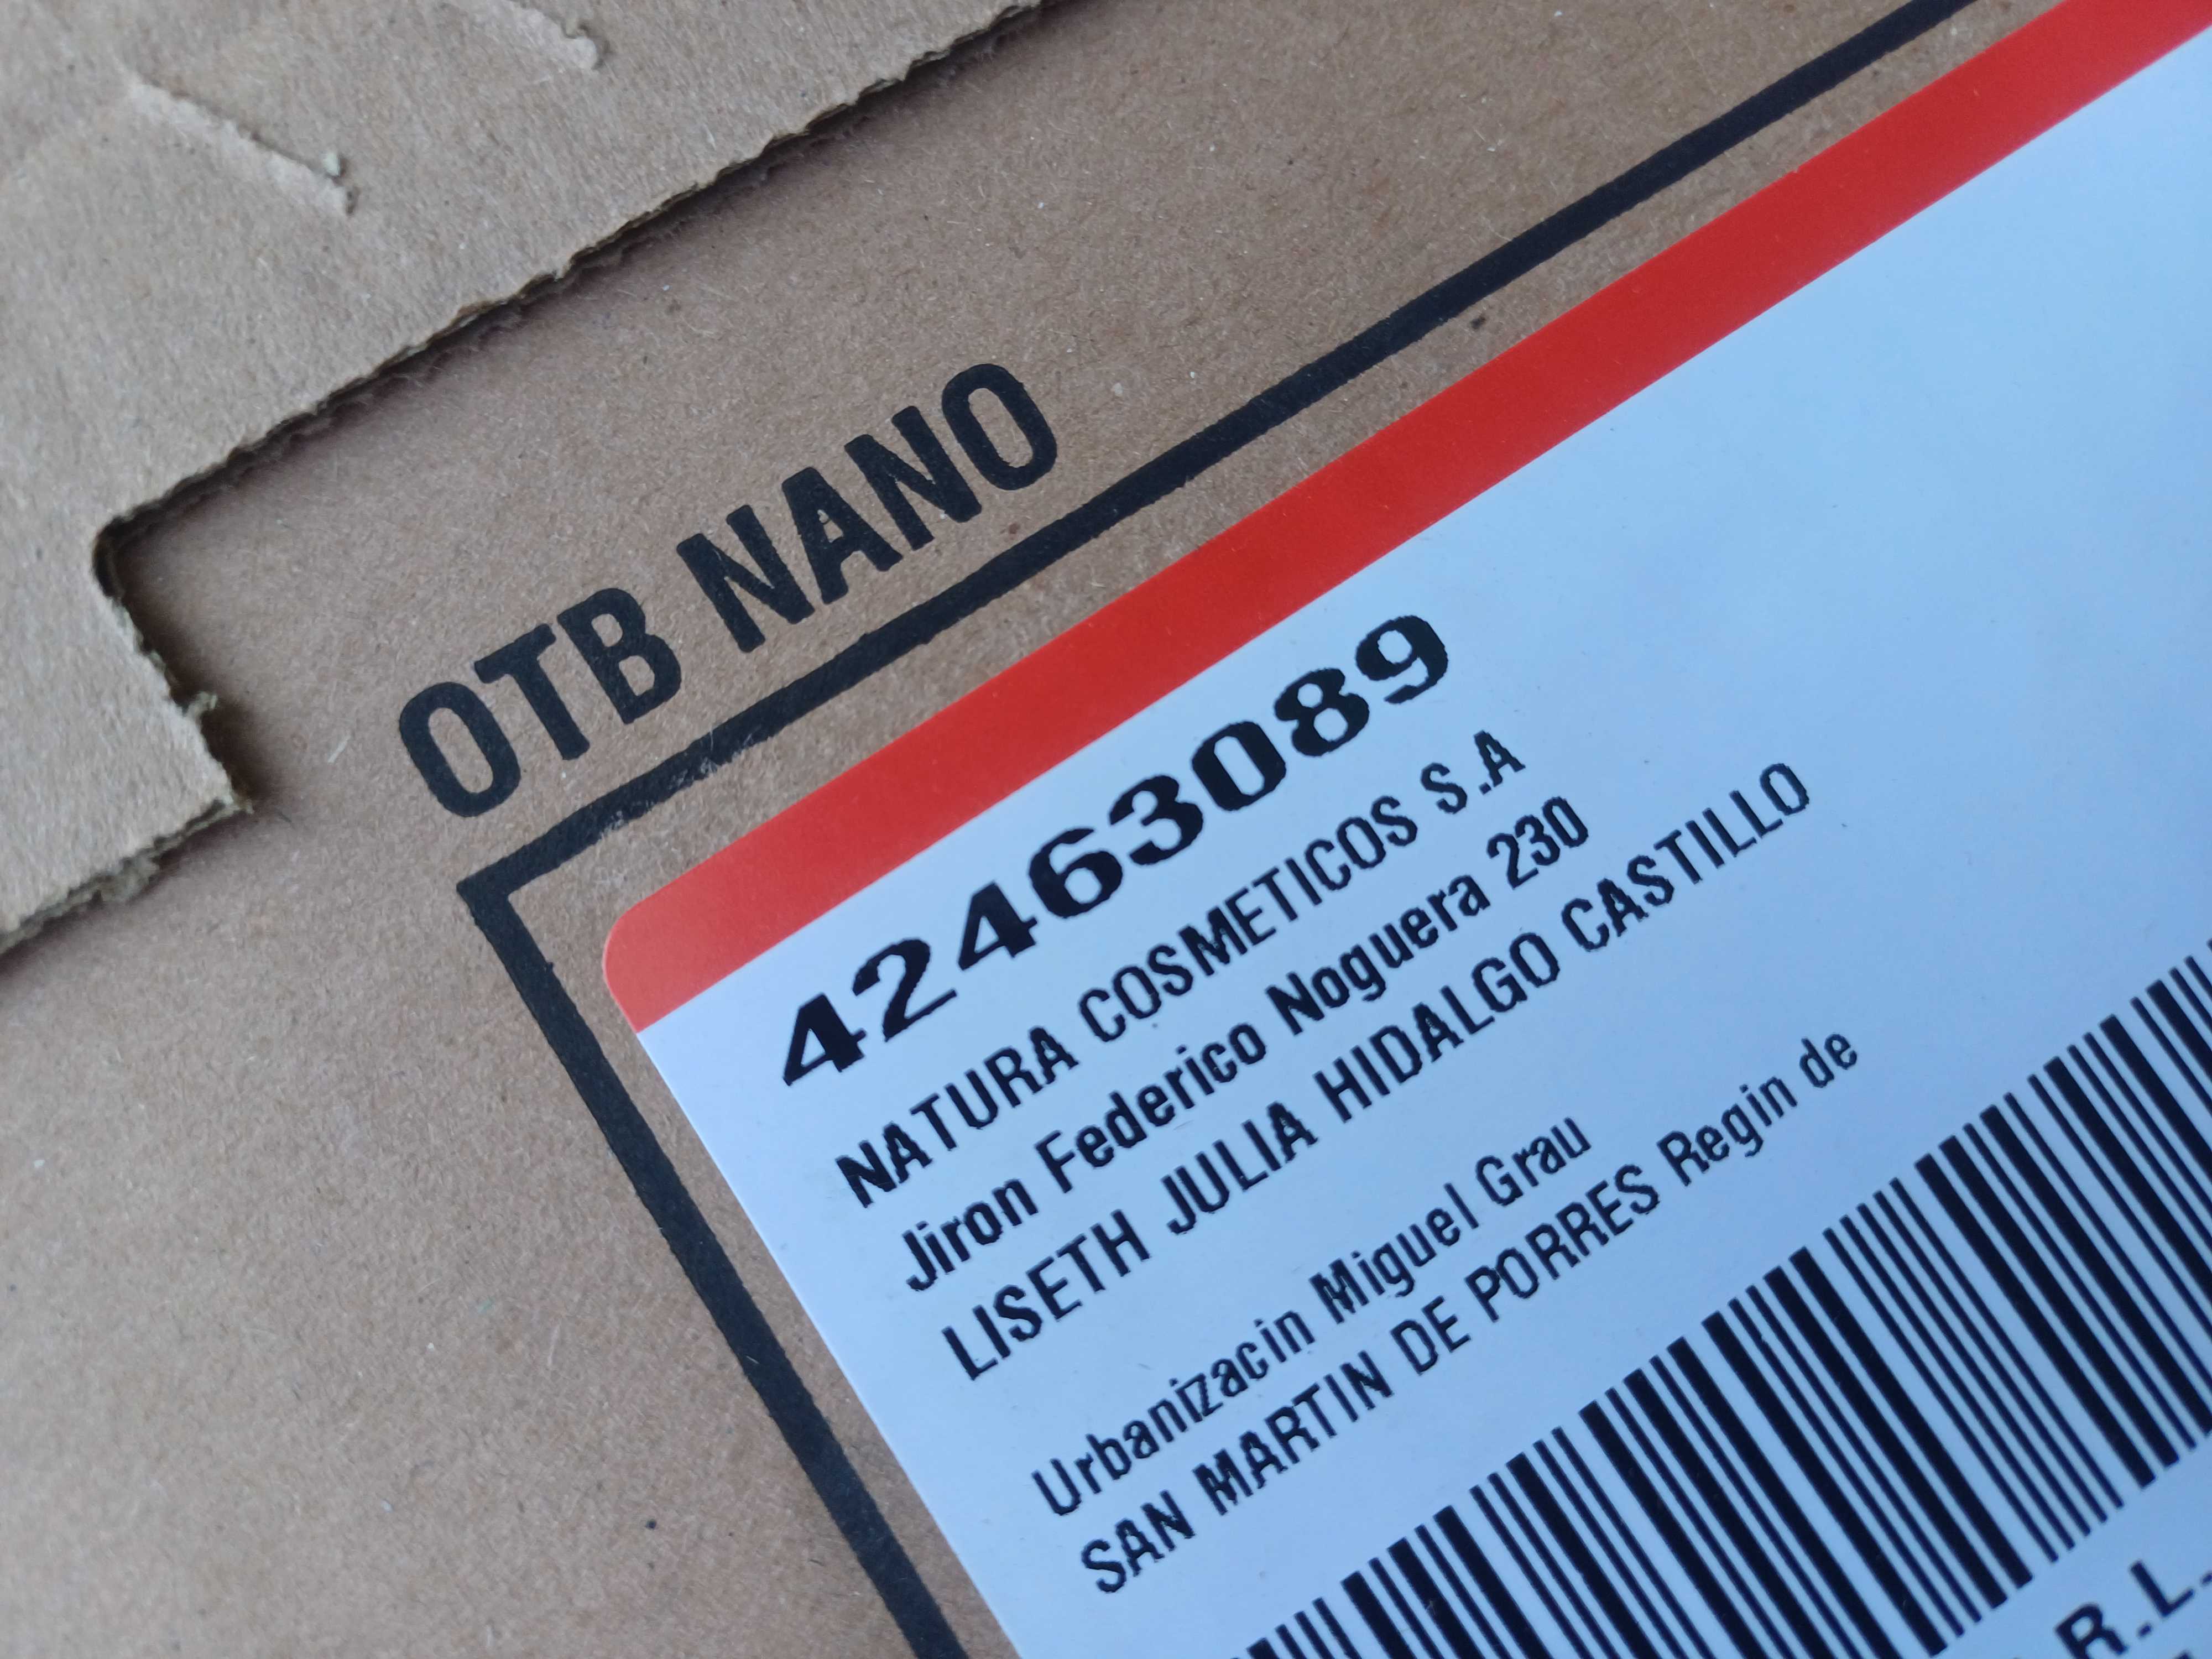 OTB NANO
42463089
NATURA COSMETICOS S.A
Jiron Federico Noguera 230
LISETH JULIA HIDALGO CASTILLO
Urbanizacin Miguel Grau
SAN MARTIN DE PORRES Regin de
R.L.